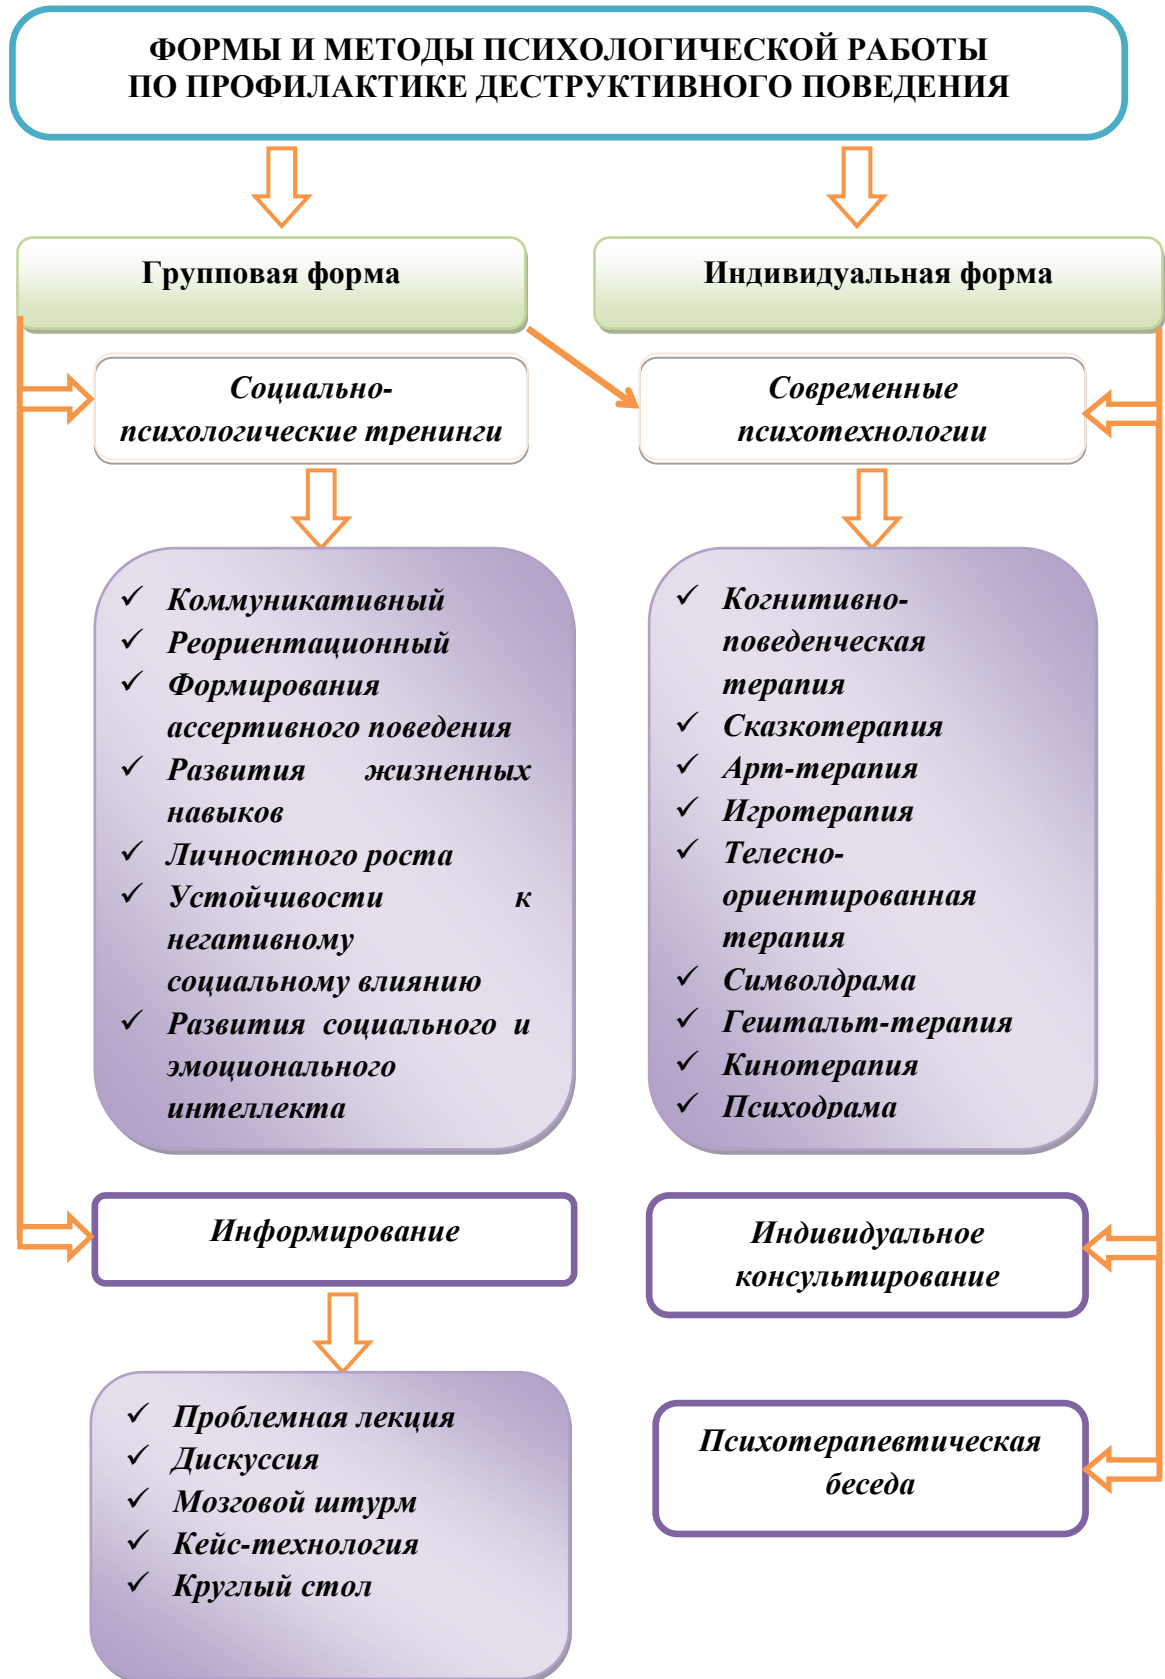 ФОРМЫ И МЕТОДЫ ПСИХОЛОГИЧЕСКОЙ РАБОТЫ
ПО ПРОФИЛАКТИКЕ ДЕСТРУКТИВНОГО ПОВЕДЕНИЯ
Групповая форма
Индивидуальная форма
Социально-
психологические тренинги
Современные
психотехнологии
✓ Коммуникативный
✓ Реориентационный
✓ Формирования
ассертивного поведения
✓ Развития жизненных
навыков
✓ Личностного роста
✓ Устойчивости к
негативному
социальному влиянию
✓ Развития социального и
эмоционального
интеллекта
✓ Когнитивно-
поведенческая
терапия
✓ Сказкотерапия
✓ Арт-терапия
✓ Игротерапия
✓ Телесно-
ориентированная
терапия
✓ Символдрама
✓ Гештальт-терапия
✓ Кинотерапия
✓ Психодрама
Информирование
Индивидуальное
консультирование
✓ Проблемная лекция
✓ Дискуссия
✓ Мозговой штурм
✓ Кейс-технология
✓ Круглый стол
Психотерапевтическая
беседа